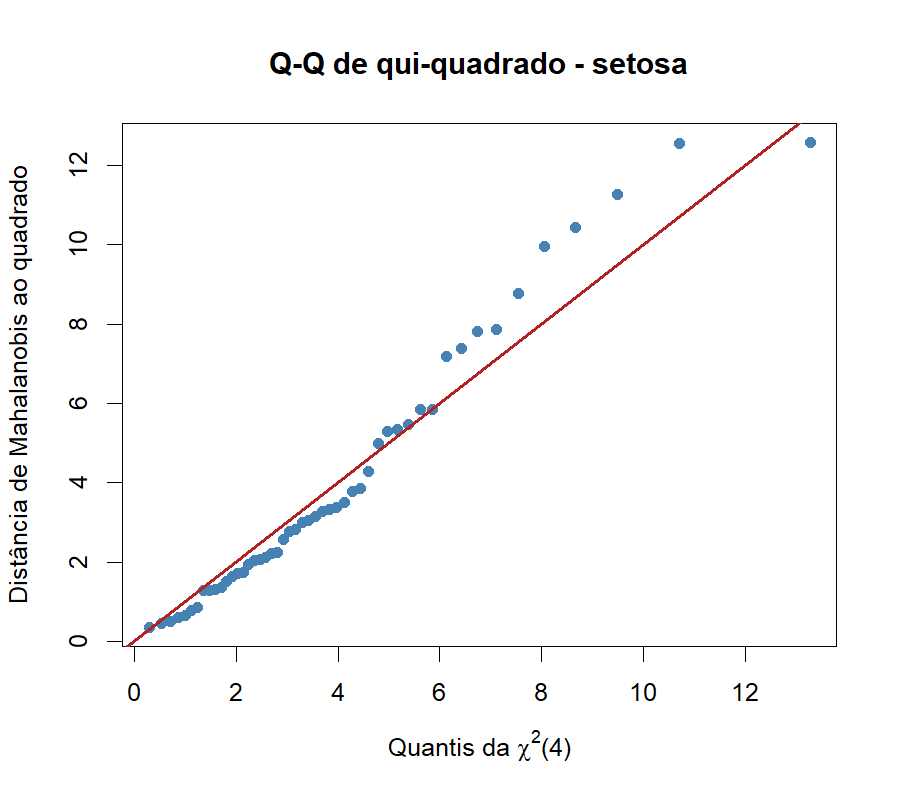 Q-Q de qui-quadrado - setosa
Distância de Mahalanobis ao quadrado
12
10
8
6
4
2
0
0 2 4 6 8 10 12
Quantis da χ²(4)